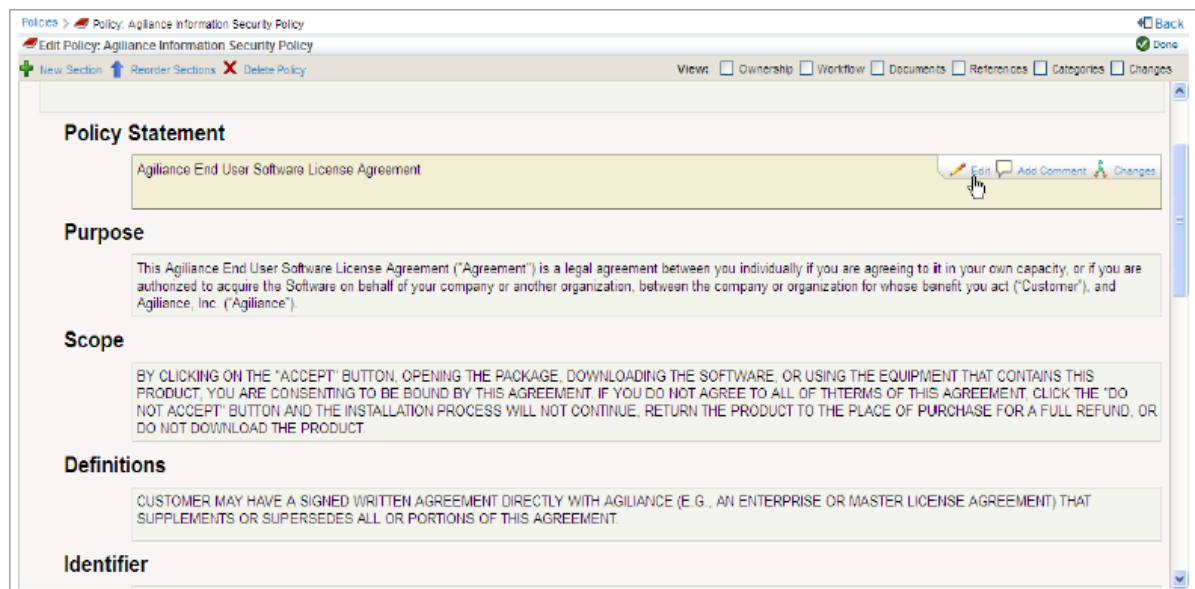 Policies > Policy: Agiliance Information Security Policy Back
Edit Policy: Agiliance Information Security Policy Done
New Section Reorder Sections Delete Policy View: Ownership Workflow Documents References Categories Changes
Policy Statement
Agiliance End User Software License Agreement Edit Add Comment Changes
Purpose
This Agiliance End User Software License Agreement ("Agreement") is a legal agreement between you individually if you are agreeing to it in your own capacity, or if you are
authorized to acquire the Software on behalf of your company or another organization, between the company or organization for whose benefit you act ("Customer"), and
Agiliance, Inc. ("Agiliance").
Scope
BY CLICKING ON THE "ACCEPT" BUTTON, OPENING THE PACKAGE, DOWNLOADING THE SOFTWARE, OR USING THE EQUIPMENT THAT CONTAINS THIS
PRODUCT, YOU ARE CONSENTING TO BE BOUND BY THIS AGREEMENT. IF YOU DO NOT AGREE TO ALL OF THTERMS OF THIS AGREEMENT, CLICK THE "DO
NOT ACCEPT" BUTTON AND THE INSTALLATION PROCESS WILL NOT CONTINUE, RETURN THE PRODUCT TO THE PLACE OF PURCHASE FOR A FULL REFUND, OR
DO NOT DOWNLOAD THE PRODUCT.
Definitions
CUSTOMER MAY HAVE A SIGNED WRITTEN AGREEMENT DIRECTLY WITH AGILIANCE (E.G., AN ENTERPRISE OR MASTER LICENSE AGREEMENT) THAT
SUPPLEMENTS OR SUPERSEDES ALL OR PORTIONS OF THIS AGREEMENT.
Identifier